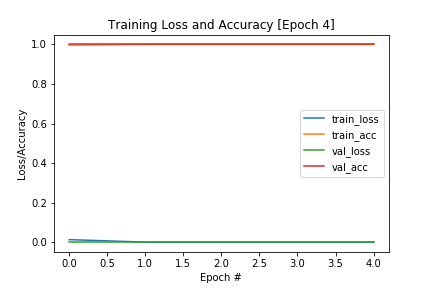 Training Loss and Accuracy [Epoch 4]
Loss/Accuracy
1.0
0.8
0.6
0.4
0.2
0.0
train_loss
train_acc
val_loss
val_acc
0.0 0.5 1.0 1.5 2.0 2.5 3.0 3.5 4.0
Epoch #